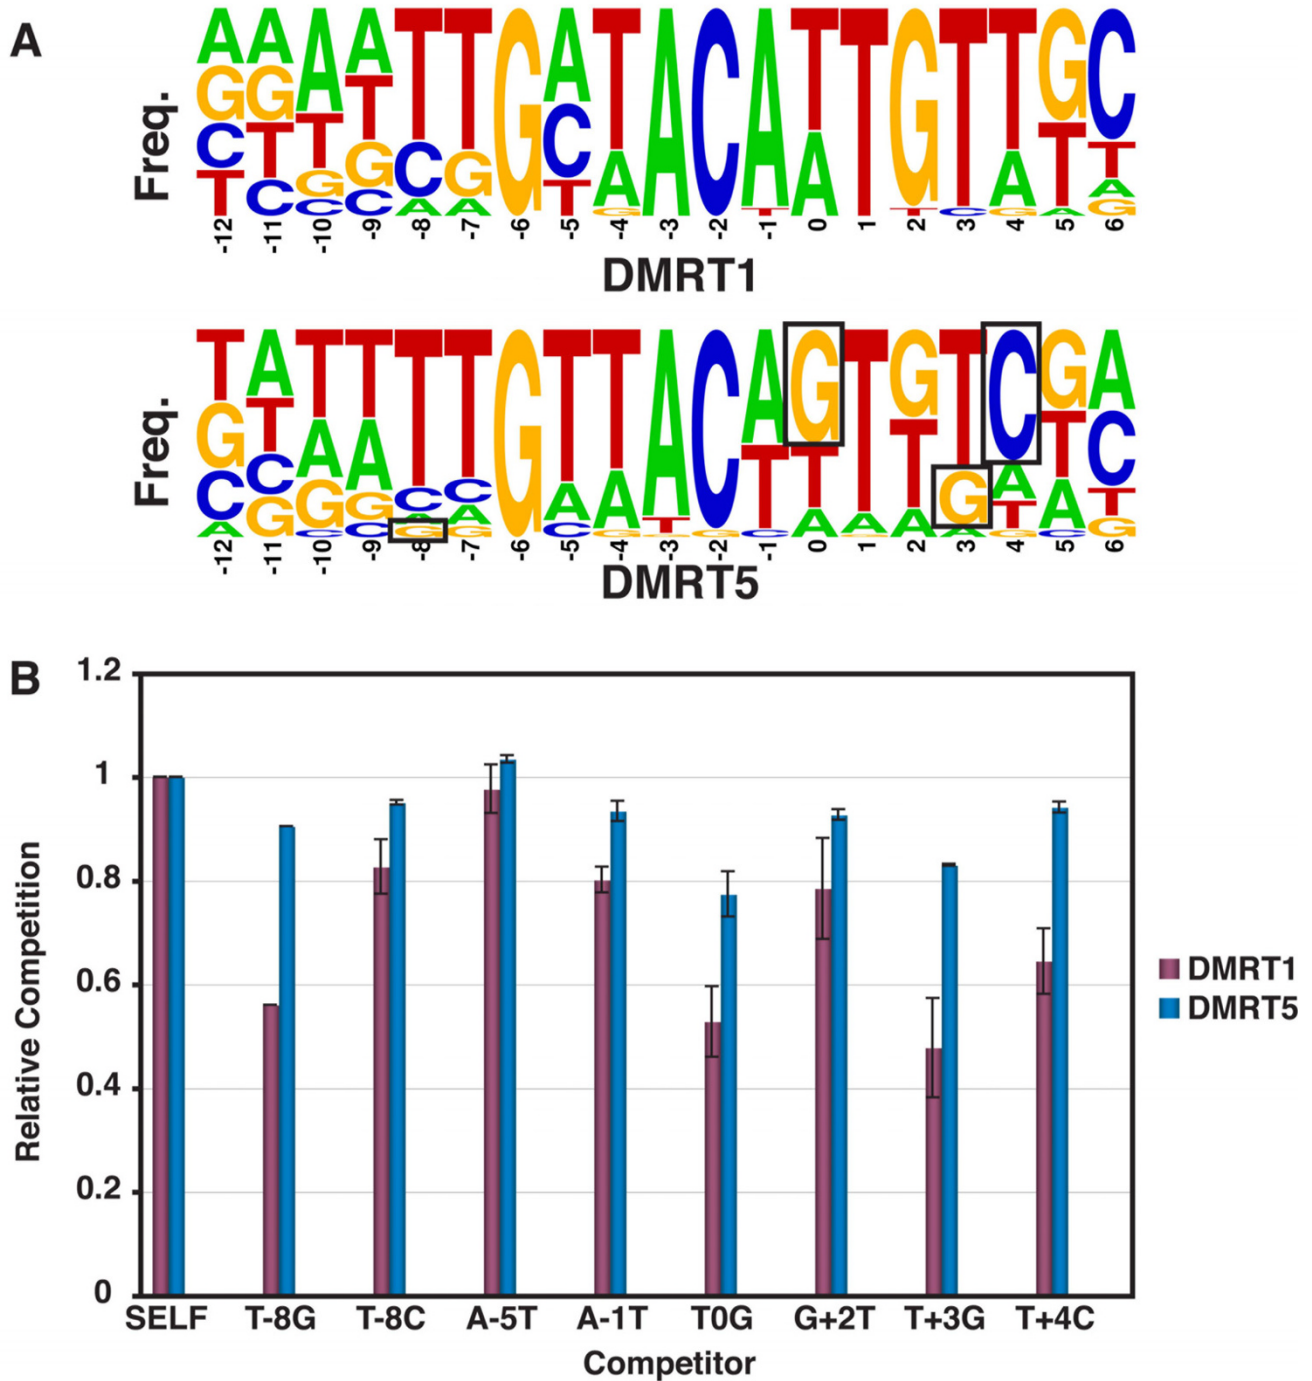 A
Freq.
A A A A T T G A T A C A T T G T T G C
G G T T C G C A A T A T
C T G G A A T G T C G A A
T C C C T G A G
-12 -11 -10 -9 -8 -7 -6 -5 -4 -3 -2 -1 0 1 2 3 4 5 6
DMRT1
Freq.
T A T T T T G T T A C A G T G T C G A
G T A A C C A A T T T T G A T C
C C G G A A C G A A A A T A T
A G C C G G G
-12 -11 -10 -9 -8 -7 -6 -5 -4 -3 -2 -1 0 1 2 3 4 5 6
DMRT5
B
1.2
1
0.8
0.6
0.4
0.2
0
Relative Competition
DMRT1
DMRT5
SELF T-8G T-8C A-5T A-1T T0G G+2T T+3G T+4C
Competitor